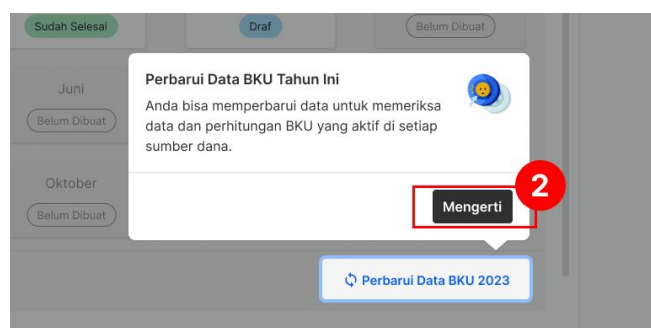 Sudah Selesai
Draf
Belum Dibuat
Juni
Belum Dibuat
Perbarui Data BKU Tahun Ini
Anda bisa memperbarui data untuk memeriksa
data dan perhitungan BKU yang aktif di setiap
sumber dana.
Oktober
Belum Dibuat
2
Mengerti
Perbarui Data BKU 2023